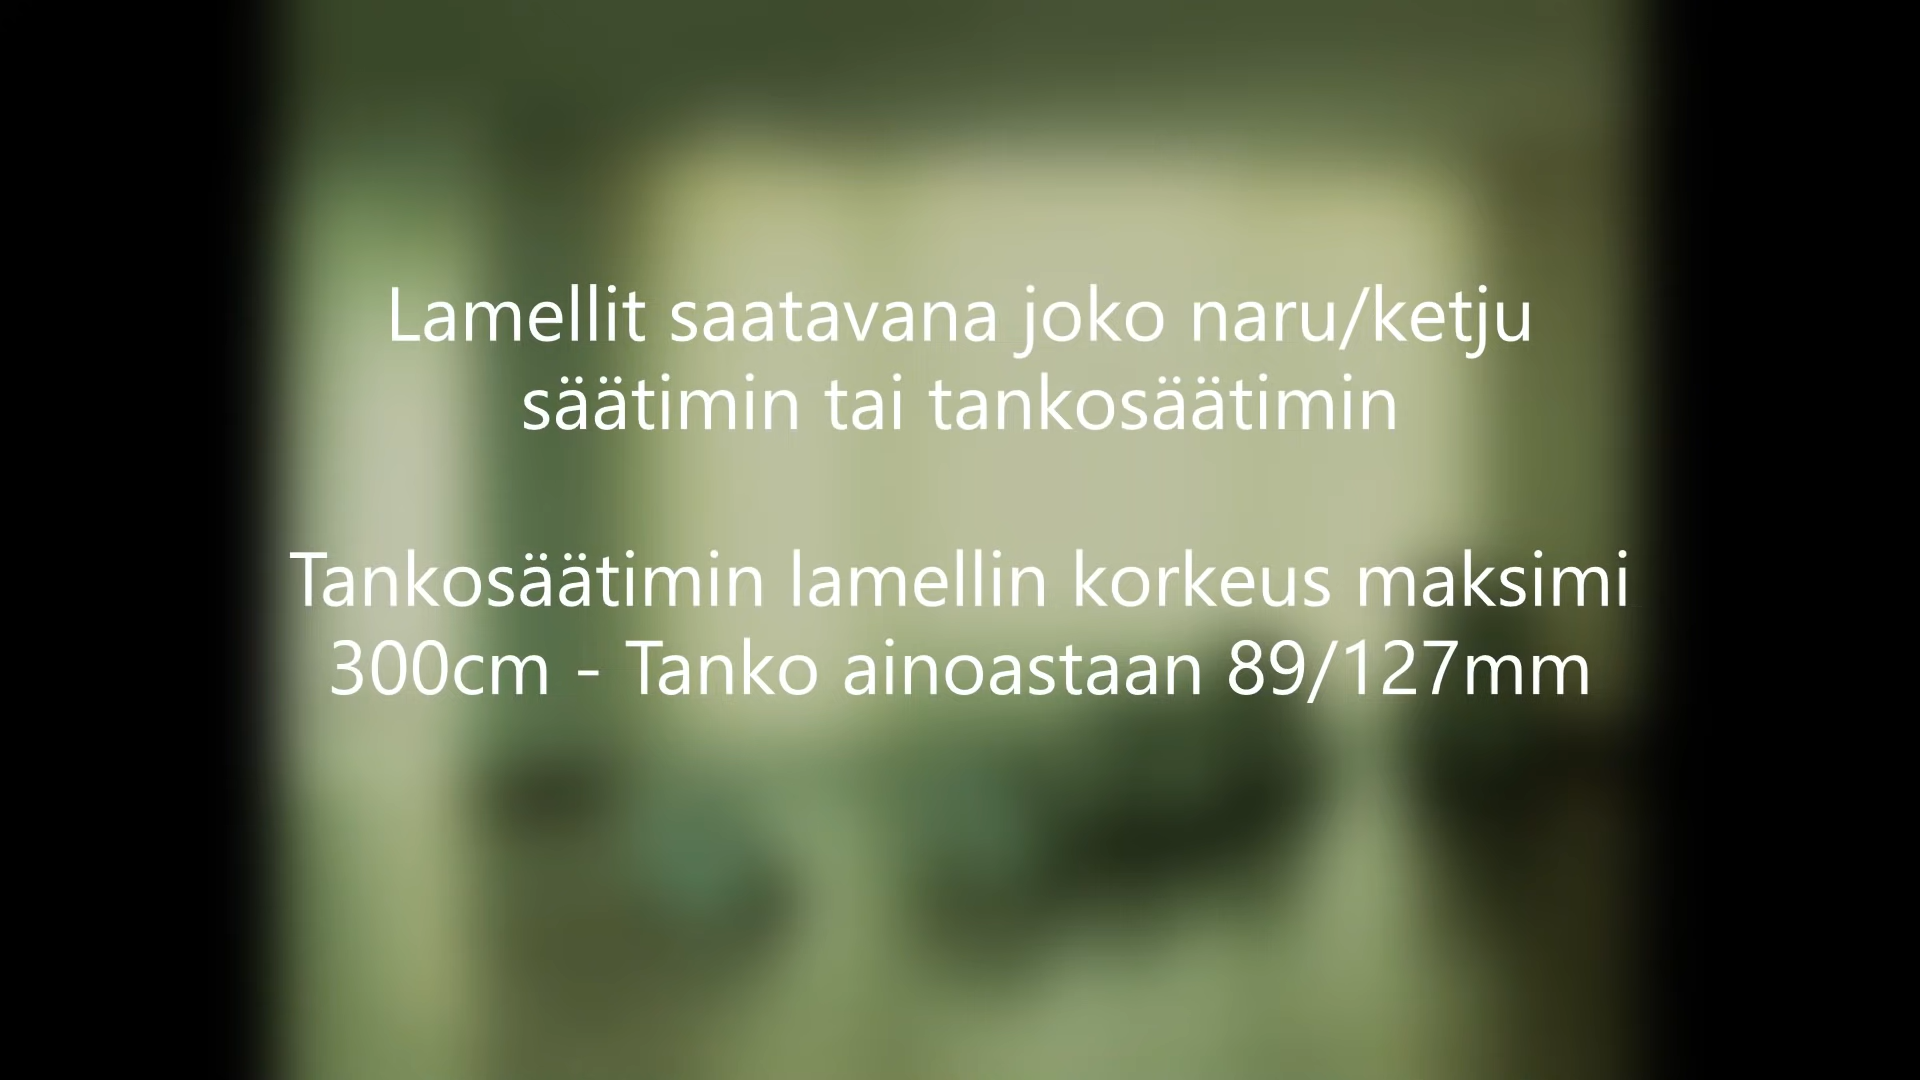 Lamellit saatavana joko naru/ketju
säätimin tai tankosäätimin
Tankosäätimin lamellin korkeus maksimi
300cm - Tanko ainoastaan 89/127mm